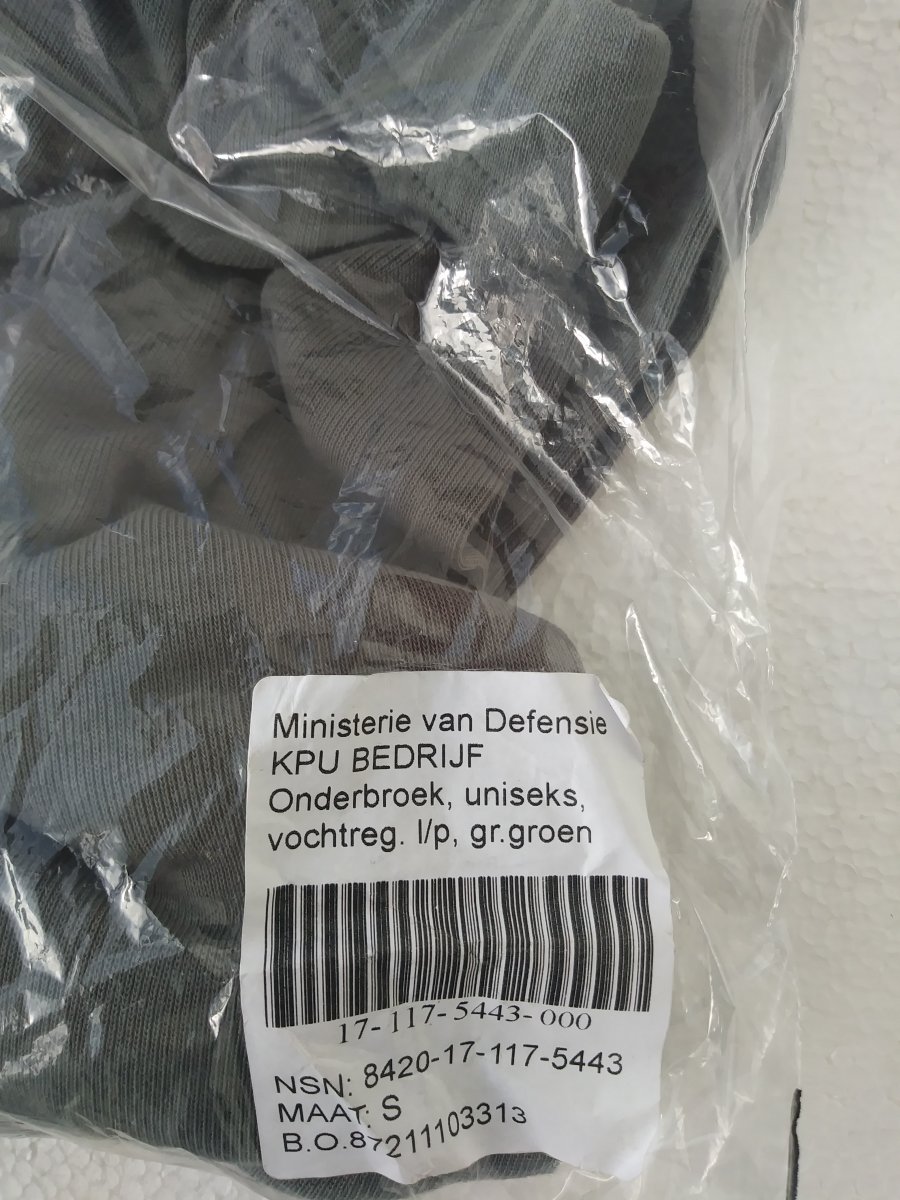 Ministerie van Defensie
KPU BEDRIJF
Onderbroek, uniseks,
vochtreg. l/p, gr.groen
17-117-5443-000
NSN: 8420-17-117-5443
MAAT: S
B.O.87211103313